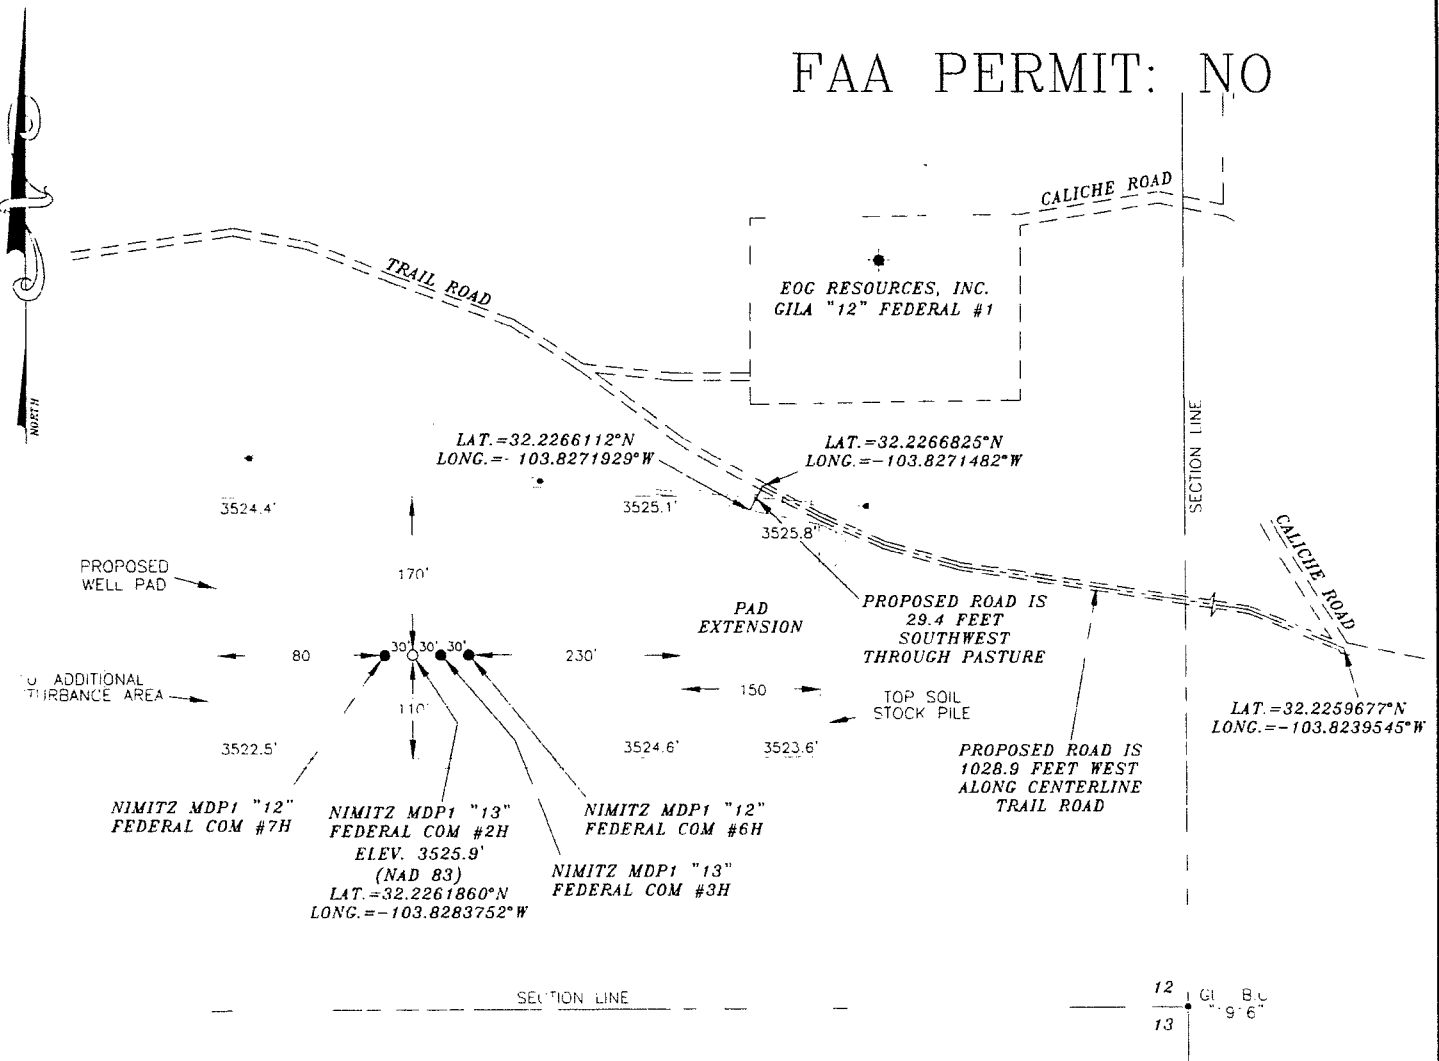 FAA PERMIT: NO
CALICHE ROAD
TRAIL ROAD
EOG RESOURCES, INC.
GILA "12" FEDERAL #1
NORTH
SECTION LINE
LAT.=32.2266112°N
LONG.=-103.8271929°W
LAT.=32.2266825°N
LONG.=-103.8271482°W
3524.4'
3525.1'
3525.8'
CALICHE ROAD
PROPOSED
WELL PAD
170'
PAD
EXTENSION
PROPOSED ROAD IS
29.4 FEET
SOUTHWEST
THROUGH PASTURE
80
30' 30' 30'
230'
ADDITIONAL
AREA
110'
150
TOP SOIL
STOCK PILE
LAT.=32.2259677°N
LONG.=-103.8239545°W
3522.5'
3524.6'
3523.6'
PROPOSED ROAD IS
1028.9 FEET WEST
ALONG CENTERLINE
TRAIL ROAD
NIMITZ MDP1 "12"
FEDERAL COM #7H
NIMITZ MDP1 "13"
FEDERAL COM #2H
ELEV. 3525.9'
(NAD 83)
LAT.=32.2261860°N
LONG.=-103.8283752°W
NIMITZ MDP1 "12"
FEDERAL COM #6H
NIMITZ MDP1 "13"
FEDERAL COM #3H
SECTION LINE
12
13